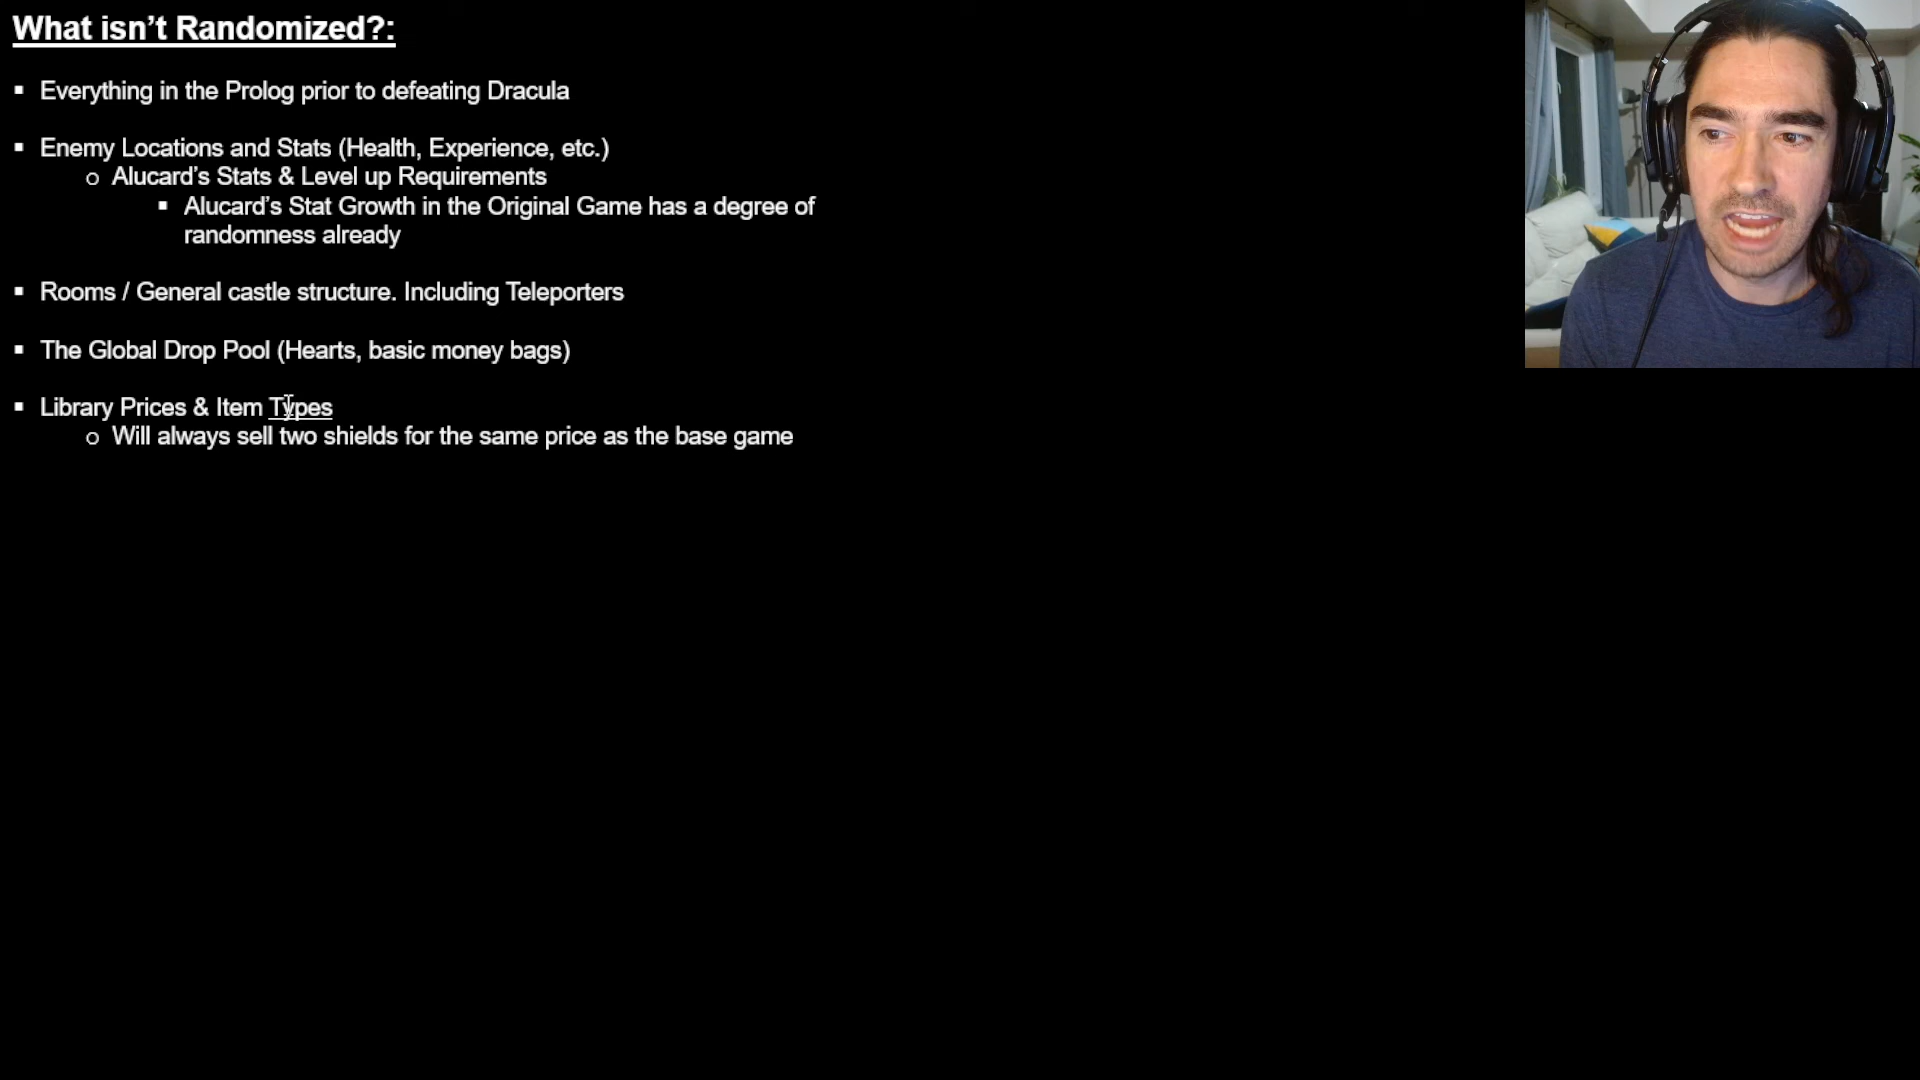 What isn’t Randomized?:
▪ Everything in the Prolog prior to defeating Dracula
▪ Enemy Locations and Stats (Health, Experience, etc.)
o Alucard’s Stats & Level up Requirements
▪ Alucard’s Stat Growth in the Original Game has a degree of
randomness already
▪ Rooms / General castle structure. Including Teleporters
▪ The Global Drop Pool (Hearts, basic money bags)
▪ Library Prices & Item Types
o Will always sell two shields for the same price as the base game